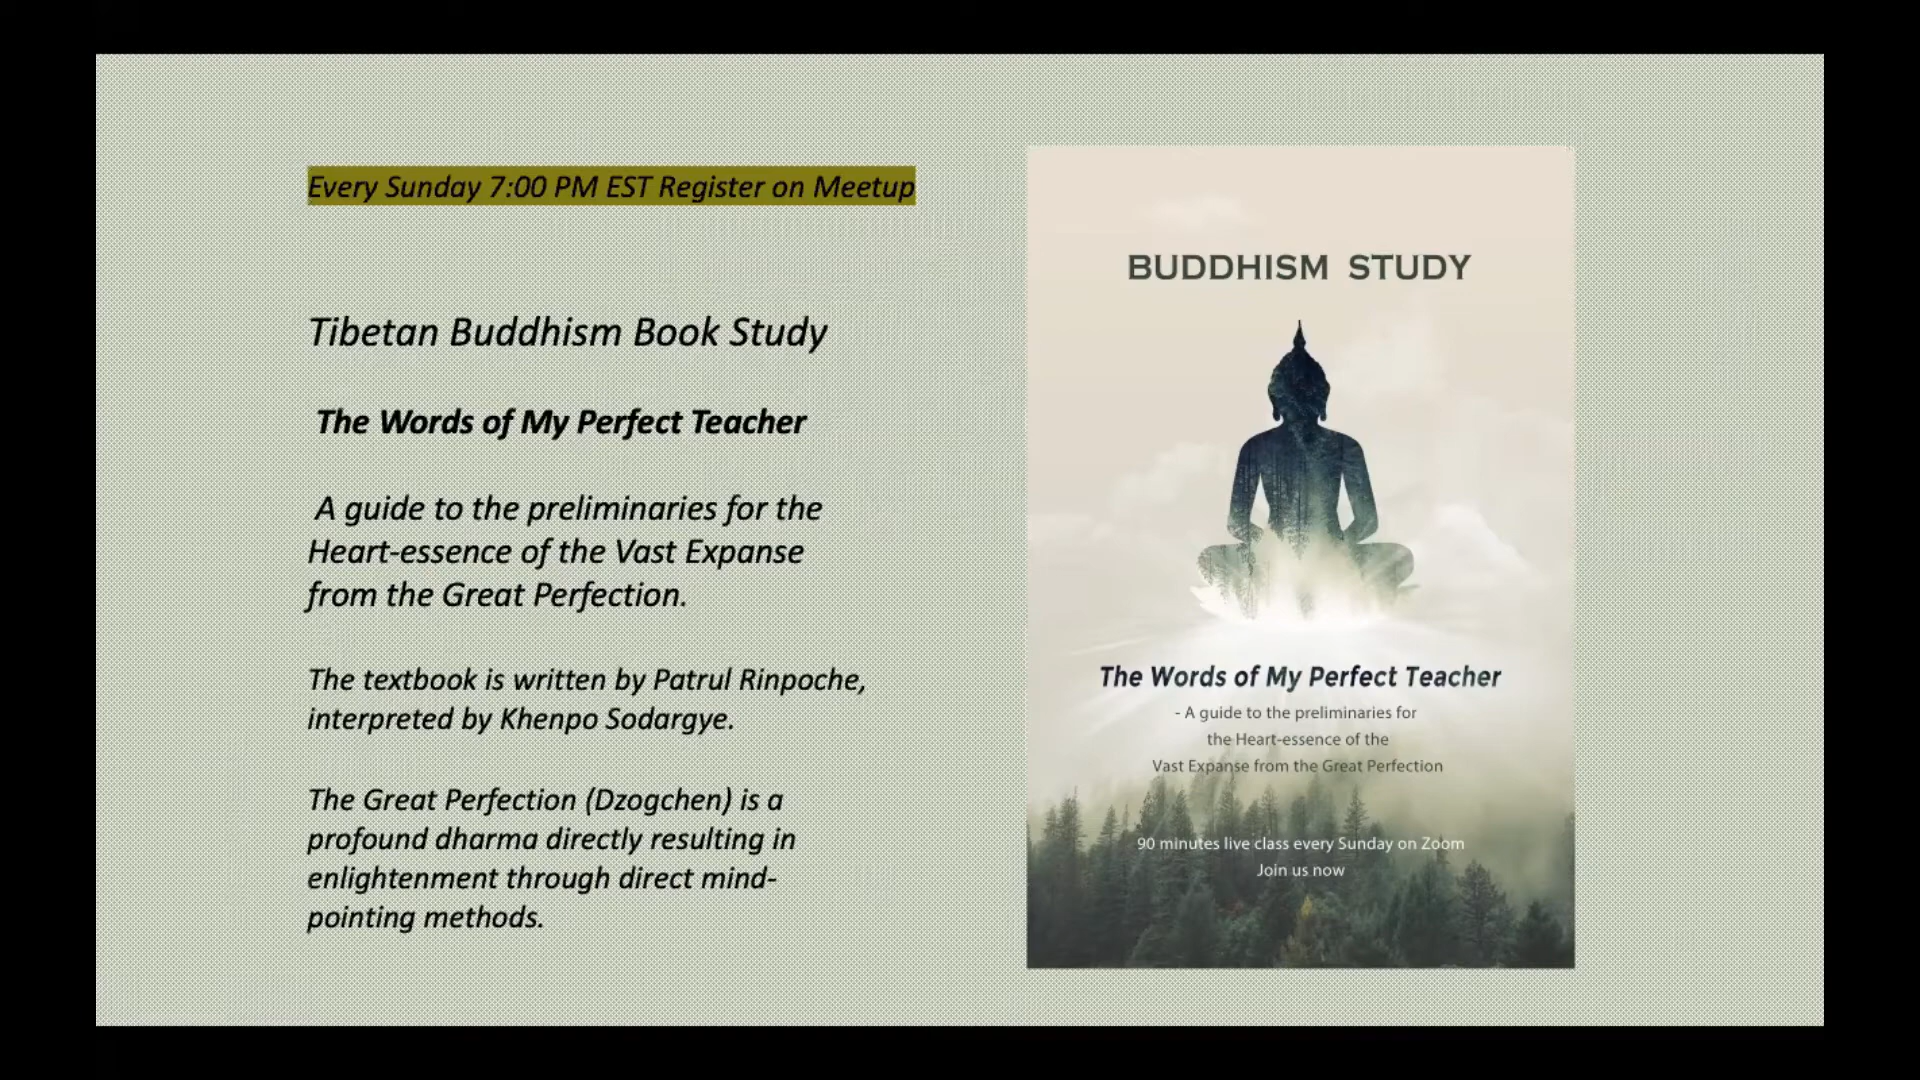 Every Sunday 7:00 PM EST Register on Meetup
Tibetan Buddhism Book Study
The Words of My Perfect Teacher
A guide to the preliminaries for the
Heart-essence of the Vast Expanse
from the Great Perfection.
The textbook is written by Patrul Rinpoche,
interpreted by Khenpo Sodargye.
The Great Perfection (Dzogchen) is a
profound dharma directly resulting in
enlightenment through direct mind-
pointing methods.
BUDDHISM STUDY
The Words of My Perfect Teacher
- A guide to the preliminaries for
the Heart-essence of the
Vast Expanse from the Great Perfection
90 minutes live class every Sunday on Zoom
Join us now